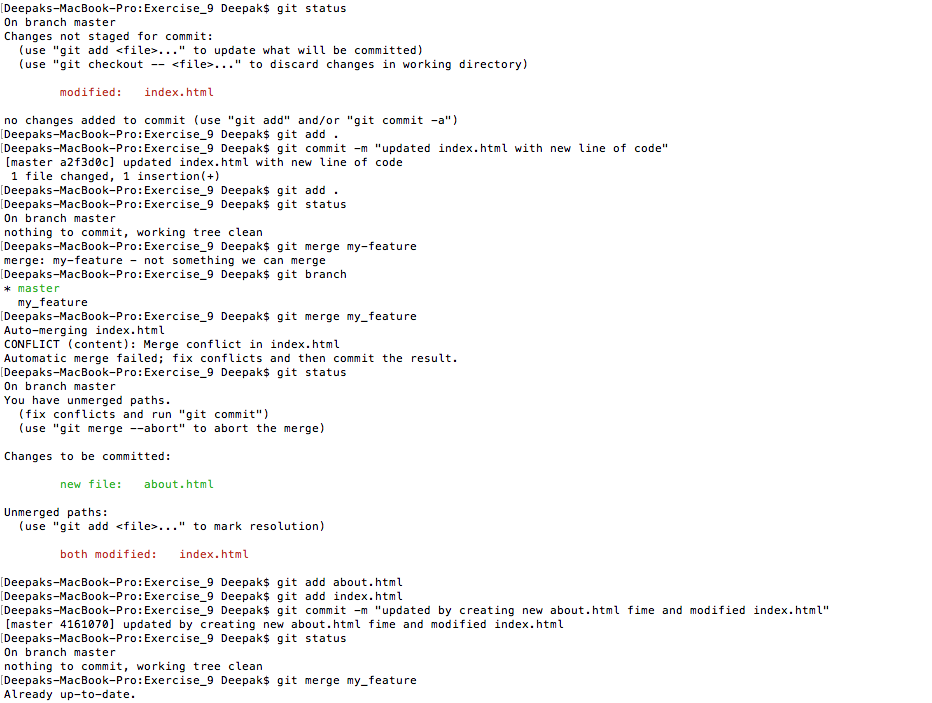 [Deepaks-MacBook-Pro:Exercise_9 Deepak$ git status
On branch master
Changes not staged for commit:
  (use "git add <file>..." to update what will be committed)
  (use "git checkout -- <file>..." to discard changes in working directory)
        modified:   index.html
no changes added to commit (use "git add" and/or "git commit -a")
[Deepaks-MacBook-Pro:Exercise_9 Deepak$ git add .
[Deepaks-MacBook-Pro:Exercise_9 Deepak$ git commit -m "updated index.html with new line of code"
[master a2f3d0c] updated index.html with new line of code
 1 file changed, 1 insertion(+)
[Deepaks-MacBook-Pro:Exercise_9 Deepak$ git add .
[Deepaks-MacBook-Pro:Exercise_9 Deepak$ git status
On branch master
nothing to commit, working tree clean
[Deepaks-MacBook-Pro:Exercise_9 Deepak$ git merge my-feature
merge: my-feature - not something we can merge
[Deepaks-MacBook-Pro:Exercise_9 Deepak$ git branch
* master
  my_feature
[Deepaks-MacBook-Pro:Exercise_9 Deepak$ git merge my_feature
Auto-merging index.html
CONFLICT (content): Merge conflict in index.html
Automatic merge failed; fix conflicts and then commit the result.
[Deepaks-MacBook-Pro:Exercise_9 Deepak$ git status
On branch master
You have unmerged paths.
  (fix conflicts and run "git commit")
  (use "git merge --abort" to abort the merge)
Changes to be committed:
        new file:   about.html
Unmerged paths:
  (use "git add <file>..." to mark resolution)
        both modified:   index.html
[Deepaks-MacBook-Pro:Exercise_9 Deepak$ git add about.html
[Deepaks-MacBook-Pro:Exercise_9 Deepak$ git add index.html
[Deepaks-MacBook-Pro:Exercise_9 Deepak$ git commit -m "updated by creating new about.html fime and modified index.html"
[master 4161070] updated by creating new about.html fime and modified index.html
[Deepaks-MacBook-Pro:Exercise_9 Deepak$ git status
On branch master
nothing to commit, working tree clean
[Deepaks-MacBook-Pro:Exercise_9 Deepak$ git merge my_feature
Already up-to-date.